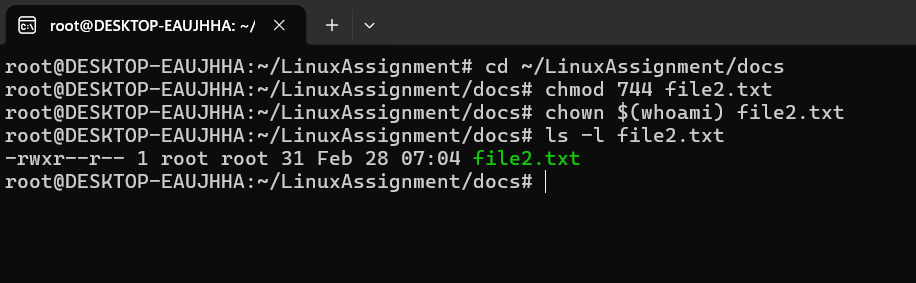 root@DESKTOP-EAUJHHA: ~/
root@DESKTOP-EAUJHHA:~/LinuxAssignment# cd ~/LinuxAssignment/docs
root@DESKTOP-EAUJHHA:~/LinuxAssignment/docs# chmod 744 file2.txt
root@DESKTOP-EAUJHHA:~/LinuxAssignment/docs# chown $(whoami) file2.txt
root@DESKTOP-EAUJHHA:~/LinuxAssignment/docs# ls -l file2.txt
-rwxr--r-- 1 root root 31 Feb 28 07:04 file2.txt
root@DESKTOP-EAUJHHA:~/LinuxAssignment/docs#